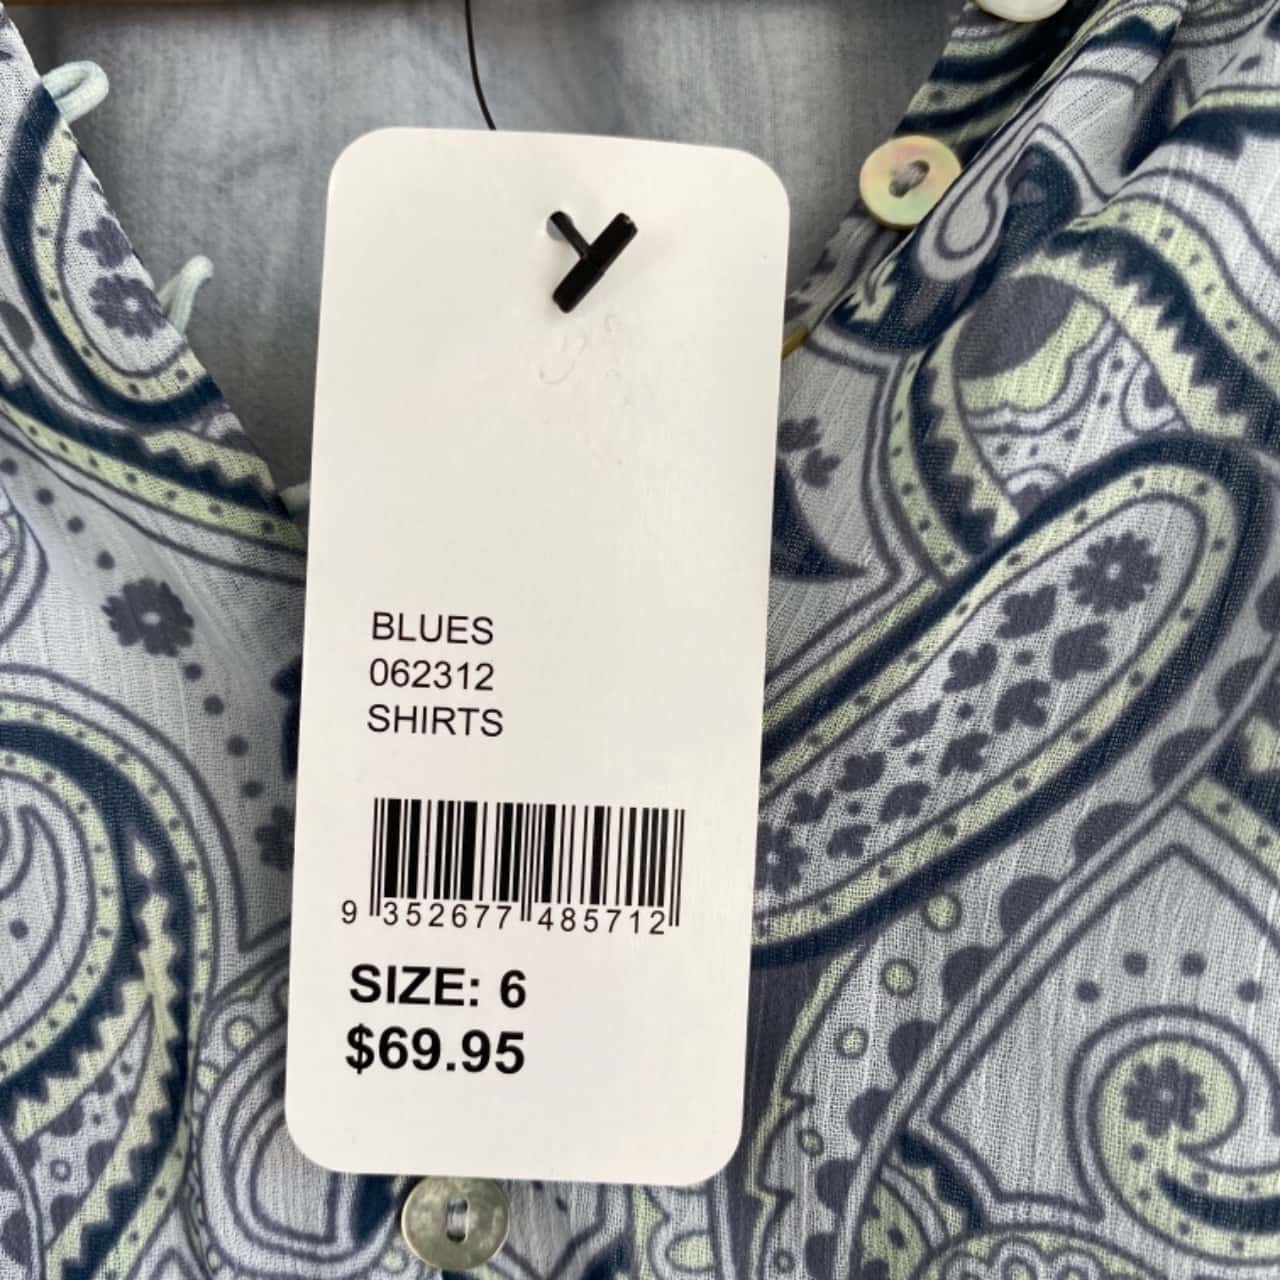 BLUES
062312
SHIRTS
9 352677 485712
SIZE: 6
$69.95